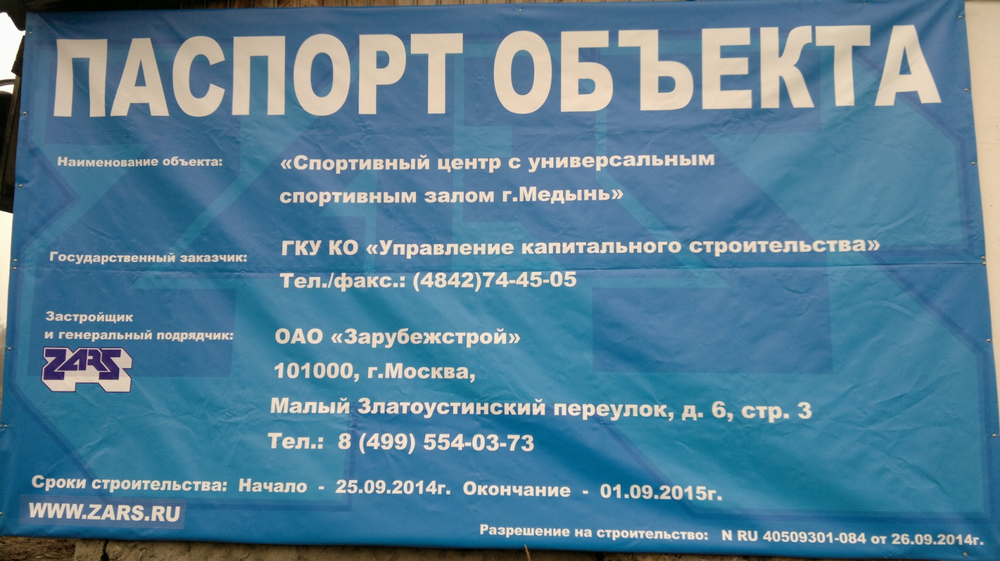 ПАСПОРТ ОБЪЕКТА
Наименование объекта: «Спортивный центр с универсальным
спортивным залом г.Медынь»
Государственный заказчик: ГКУ КО «Управление капитального строительства»
Тел./факс.: (4842)74-45-05
Застройщик
и генеральный подрядчик: ОАО «Зарубежстрой»
ZARS
101000, г.Москва,
Малый Златоустинский переулок, д. 6, стр. 3
Тел.: 8 (499) 554-03-73
Сроки строительства: Начало - 25.09.2014г. Окончание - 01.09.2015г.
WWW.ZARS.RU
Разрешение на строительство: N RU 40509301-084 от 26.09.2014г.